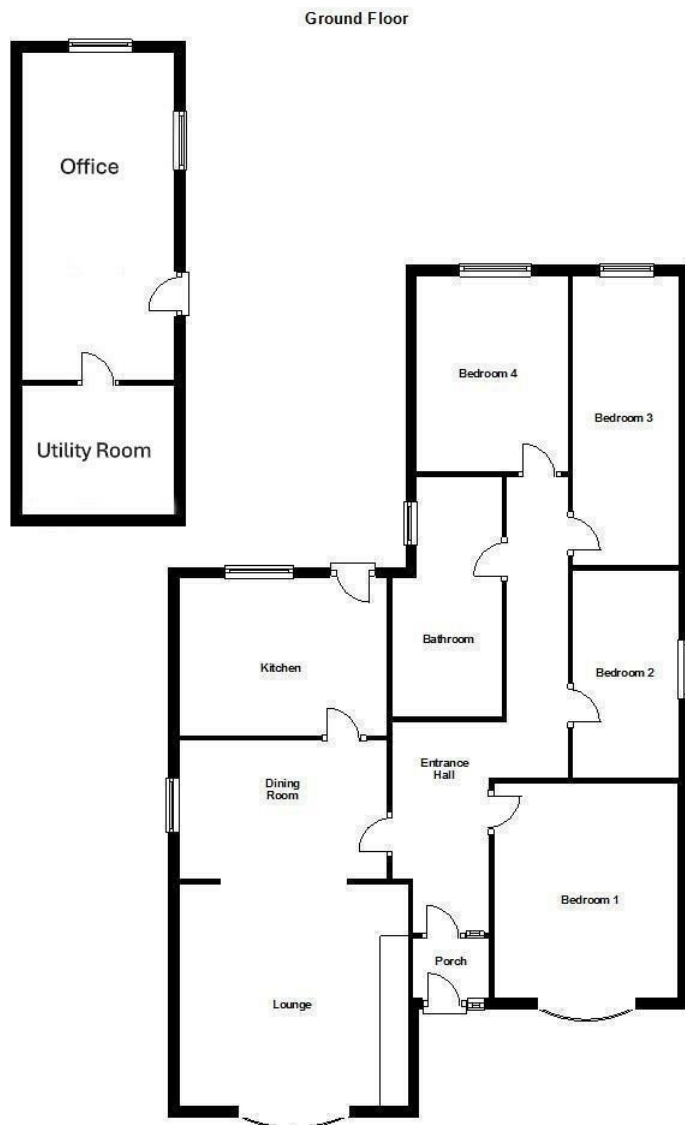 Ground Floor
Office
Utility Room
Bedroom 4
Bedroom 3
Bathroom
Bedroom 2
Kitchen
Entrance
Hall
Dining
Room
Bedroom 1
Porch
Lounge